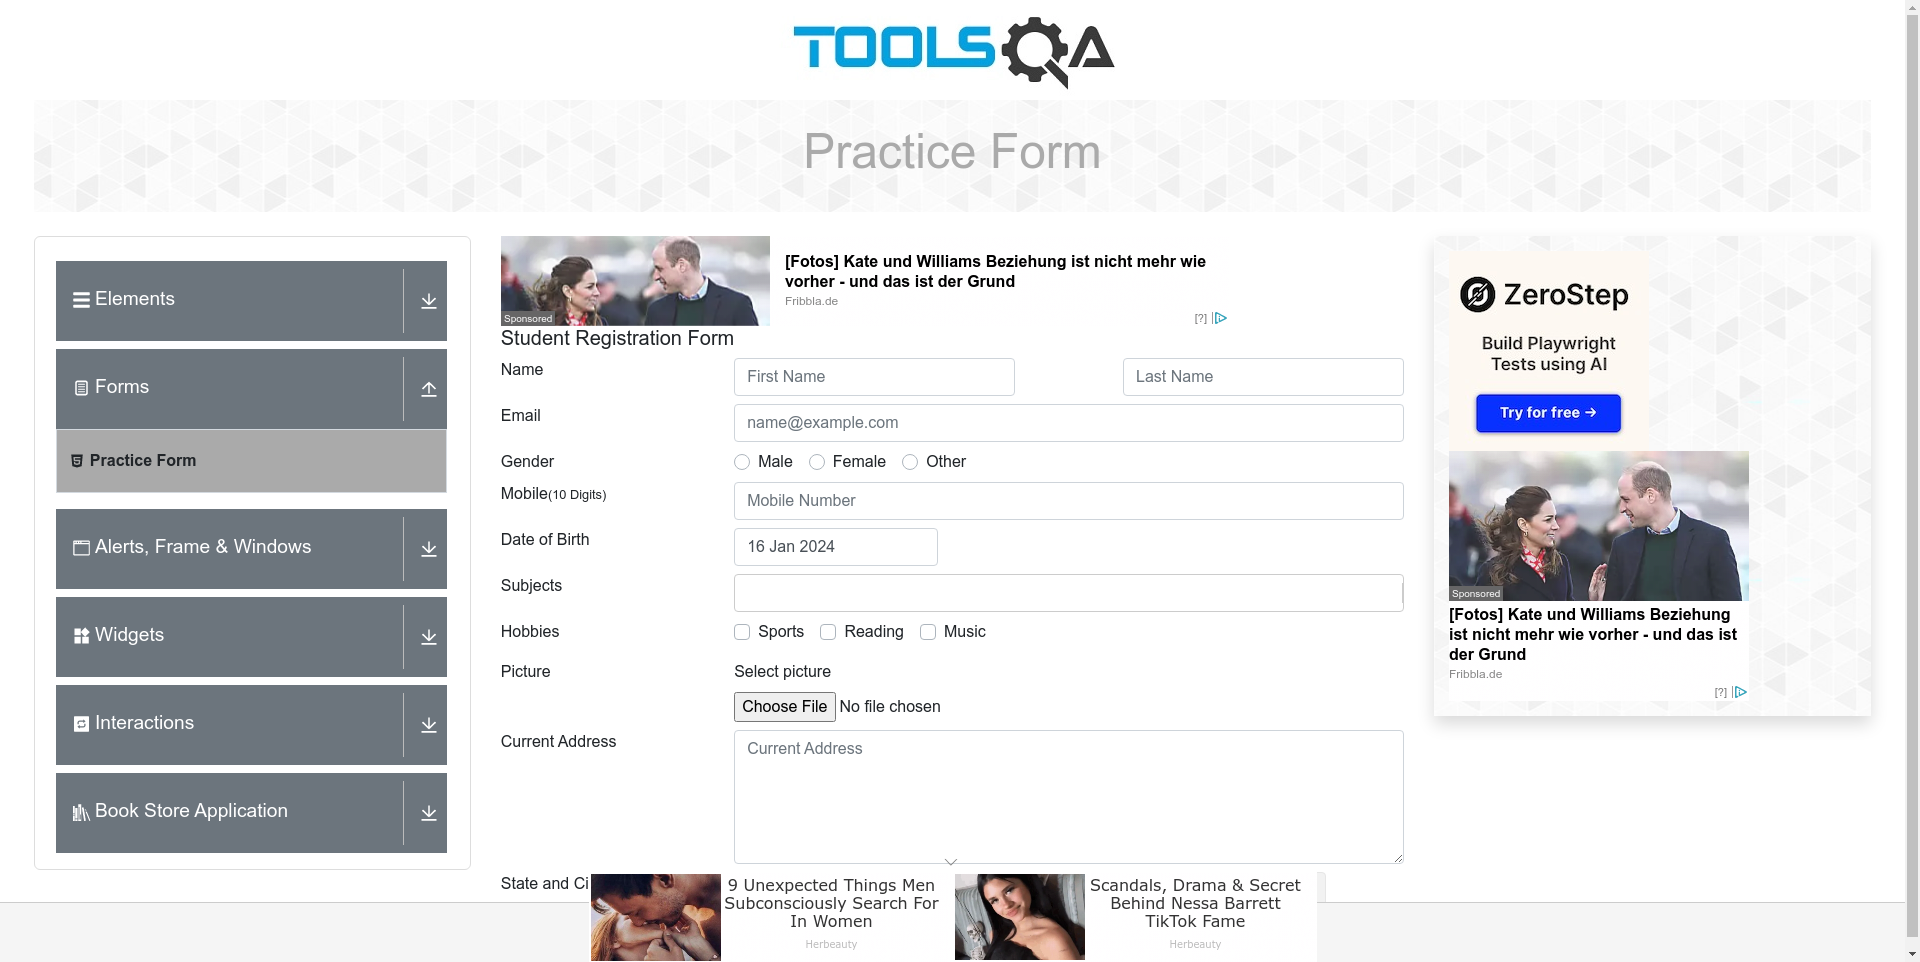 TOOLSQA
Practice Form
Elements
Forms
Practice Form
Alerts, Frame & Windows
Widgets
Interactions
Book Store Application
Sponsored
[Fotos] Kate und Williams Beziehung ist nicht mehr wie
vorher - und das ist der Grund
Fribbla.de
[?]
Student Registration Form
Name
First Name
Last Name
Email
name@example.com
Gender
Male
Female
Other
Mobile(10 Digits)
Mobile Number
Date of Birth
16 Jan 2024
Subjects
Hobbies
Sports
Reading
Music
Picture
Select picture
Choose File No file chosen
Current Address
Current Address
State and Ci
9 Unexpected Things Men
Subconsciously Search For
In Women
Herbeauty
Scandals, Drama & Secret
Behind Nessa Barrett
TikTok Fame
Herbeauty
ZeroStep
Build Playwright
Tests using AI
Try for free →
Sponsored
[Fotos] Kate und Williams Beziehung
ist nicht mehr wie vorher - und das ist
der Grund
Fribbla.de
[?]